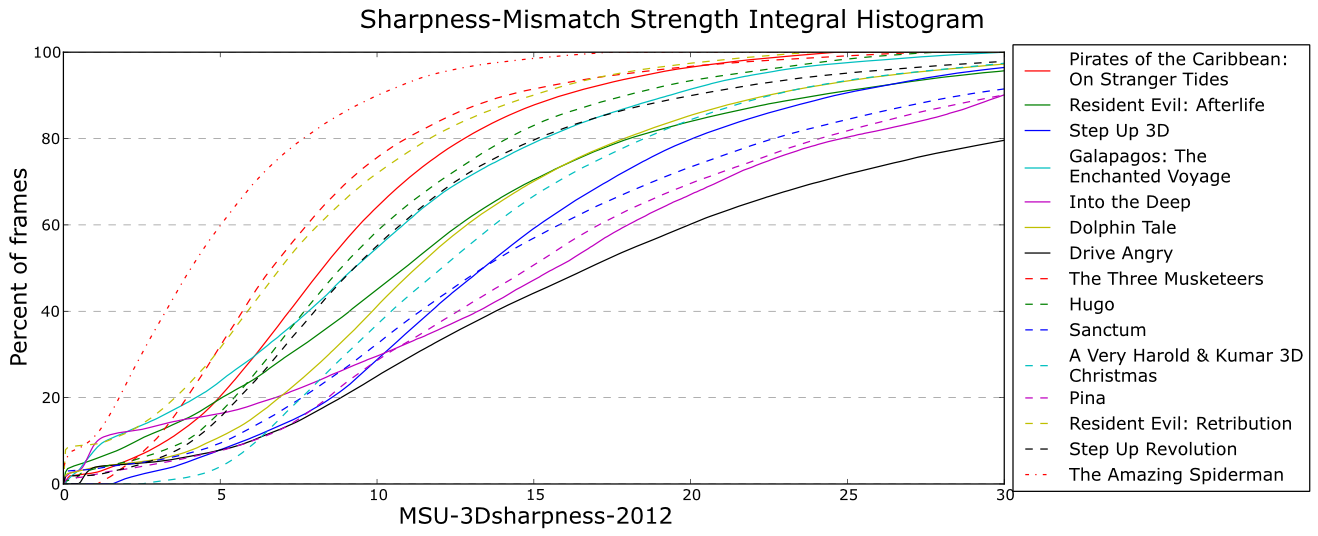 Sharpness-Mismatch Strength Integral Histogram
100
80
60
40
20
0
Percent of frames
0 5 10 15 20 25 30
MSU-3Dsharpness-2012
Pirates of the Caribbean:
On Stranger Tides
Resident Evil: Afterlife
Step Up 3D
Galapagos: The
Enchanted Voyage
Into the Deep
Dolphin Tale
Drive Angry
The Three Musketeers
Hugo
Sanctum
A Very Harold & Kumar 3D
Christmas
Pina
Resident Evil: Retribution
Step Up Revolution
The Amazing Spiderman